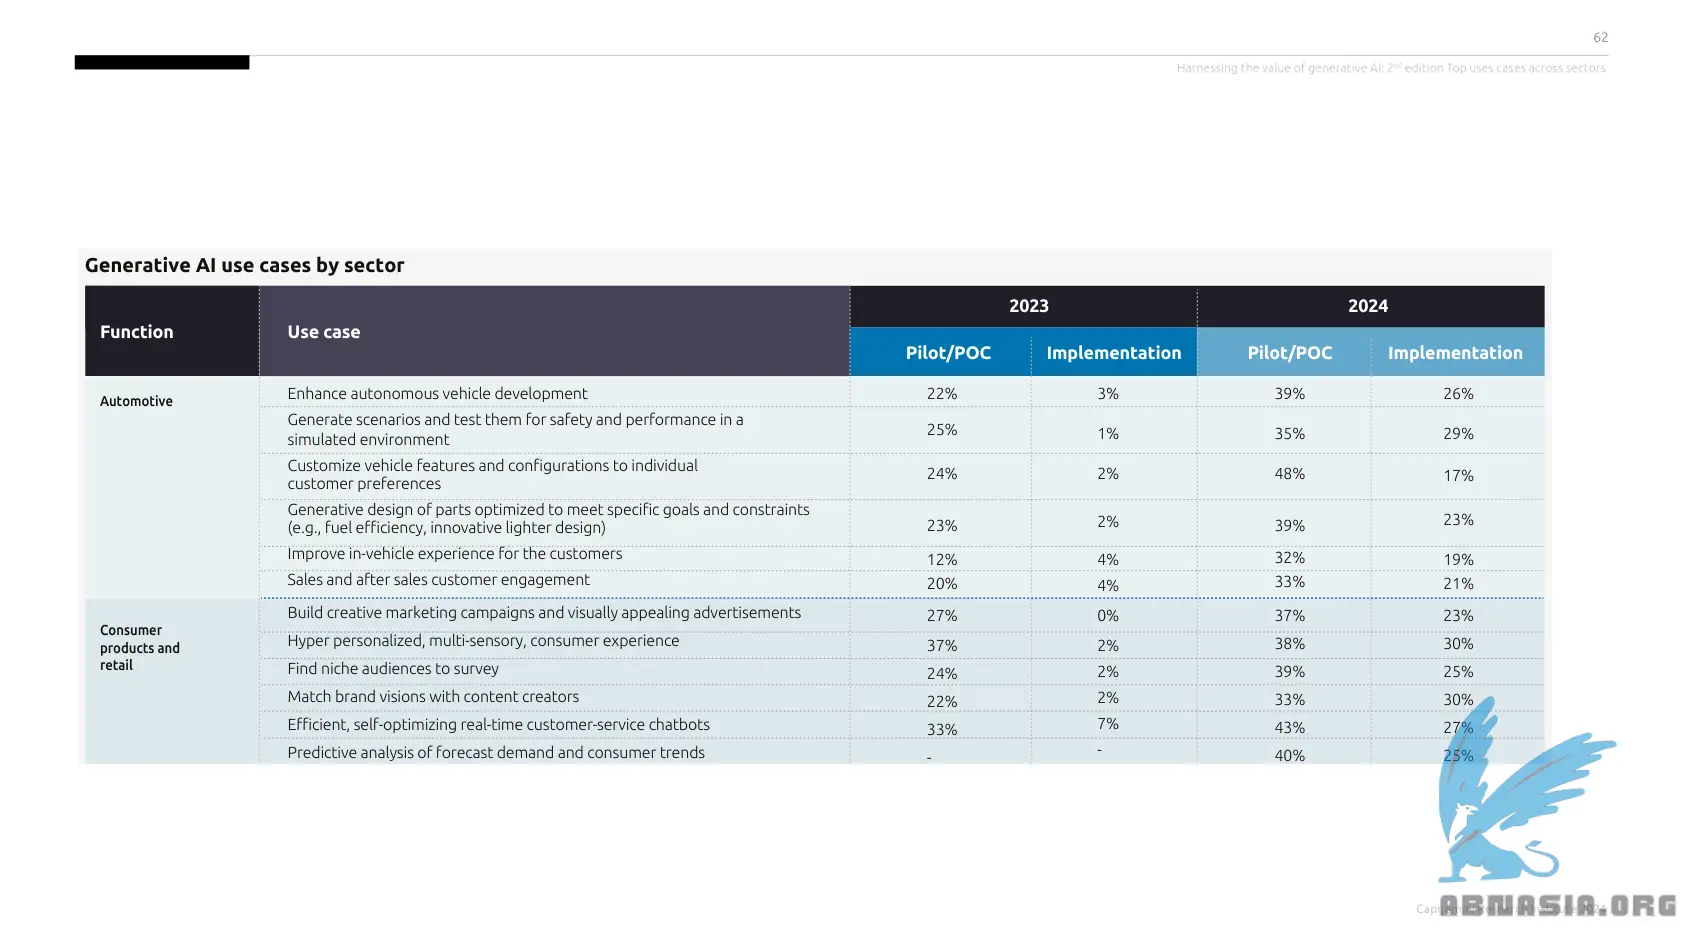 62
Harnessing the value of generative Ai: 2nd edition Top uses cases across sectors
Generative AI use cases by sector
Function Use case 2023 2024
Pilot/POC Implementation Pilot/POC Implementation
Automotive
Enhance autonomous vehicle development 22% 3% 39% 26%
Generate scenarios and test them for safety and performance in a
simulated environment 25% 1% 35% 29%
Customize vehicle features and configurations to individual
customer preferences 24% 2% 48% 17%
Generative design of parts optimized to meet specific goals and constraints
(e.g., fuel efficiency, innovative lighter design) 23% 2% 39% 23%
Improve in-vehicle experience for the customers 12% 4% 32% 19%
Sales and after sales customer engagement 20% 4% 33% 21%
Consumer
products and
retail
Build creative marketing campaigns and visually appealing advertisements 27% 0% 37% 23%
Hyper personalized, multi-sensory, consumer experience 37% 2% 38% 30%
Find niche audiences to survey 24% 2% 39% 25%
Match brand visions with content creators 22% 2% 33% 30%
Efficient, self-optimizing real-time customer-service chatbots 33% 7% 43% 27%
Predictive analysis of forecast demand and consumer trends - - 40% 25%
ABNASIA.ORG